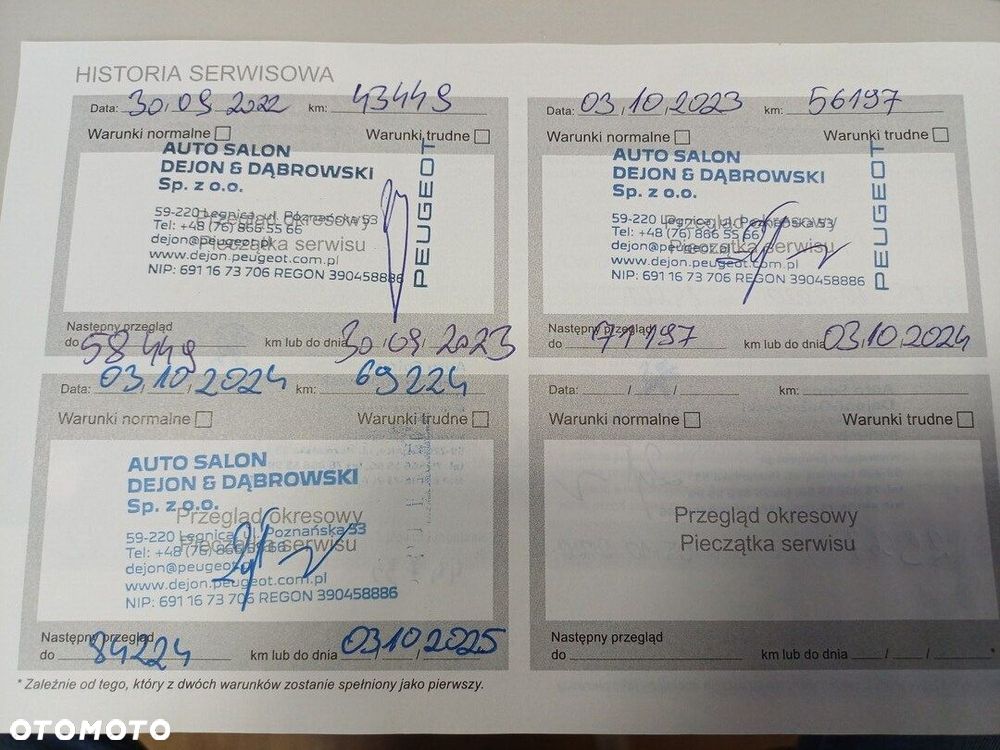 HISTORIA SERWISOWA
Data: 30.09 2022 km: 43449
Warunki normalne Warunki trudne
AUTO SALON
DEJON & DĄBROWSKI
Sp. z o.o.
59-220 Legnica, ul. Poznańska 53
Przegląd okresowy
Tel: +48 (76) 866 55 66
dejon@peugeot.pl
Pieczątka serwisu
www.dejon.peugeot.com.pl
NIP: 691 16 73 706 REGON 390458886
PEUGEOT
Następny przegląd
do 58449 km lub do dnia 30.09.2023
Data: 03.10.2023 km: 56197
Warunki normalne Warunki trudne
AUTO SALON
DEJON & DĄBROWSKI
Sp. z o.o.
59-220 Legnica, ul. Poznańska 53
Przegląd okresowy
Tel: +48 (76) 866 55 66
dejon@peugeot.pl
Pieczątka serwisu
www.dejon.peugeot.com.pl
NIP: 691 16 73 706 REGON 390458886
PEUGEOT
Następny przegląd
do 71197 km lub do dnia 03.10.2024
Data: 03.10.2024 km: 69224
Warunki normalne Warunki trudne
AUTO SALON
DEJON & DĄBROWSKI
Sp. z o.o.
Przegląd okresowy
59-220 Legnica, ul. Poznańska 53
Tel: +48 (76) 866 55 66
Pieczątka serwisu
dejon@peugeot.pl
www.dejon.peugeot.com.pl
NIP: 691 16 73 706 REGON 390458886
Następny przegląd
do 84224 km lub do dnia 03.10.2025
Data: / / km:
Warunki normalne Warunki trudne
Przegląd okresowy
Pieczątka serwisu
Następny przegląd
do km lub do dnia / / *
* Zależnie od tego, który z dwóch warunków zostanie spełniony jako pierwszy.
OTOMOTO